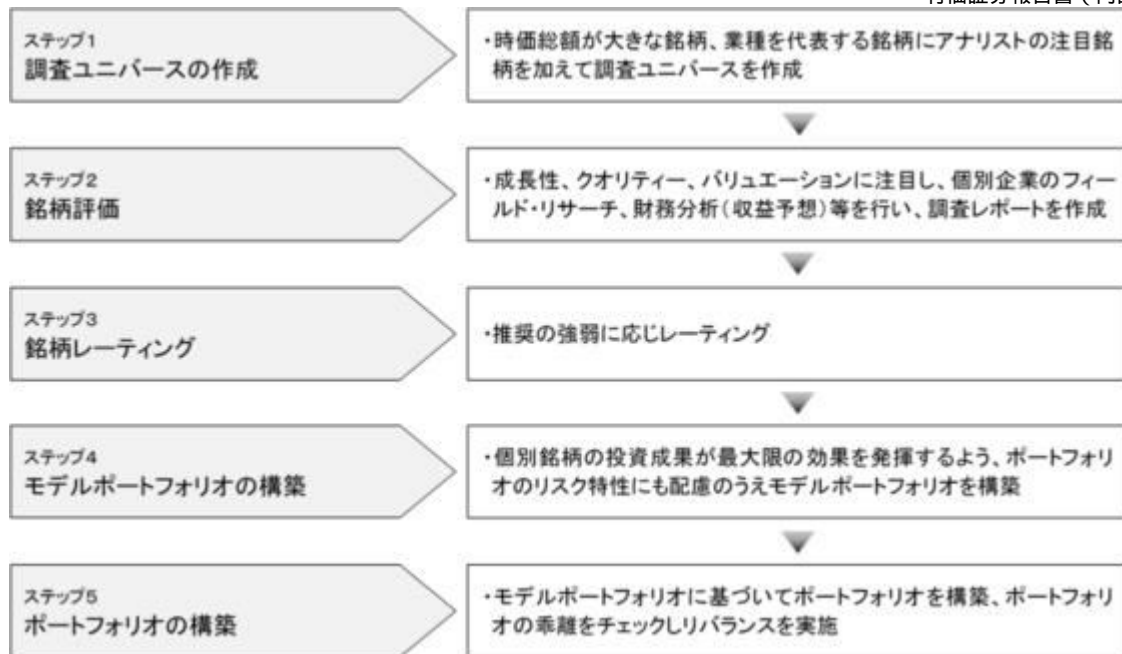 ステップ1
調査ユニバースの作成
・時価総額が大きな銘柄、業種を代表する銘柄にアナリストの注目銘
柄を加えて調査ユニバースを作成
ステップ2
銘柄評価
・成長性、クオリティー、バリュエーションに注目し、個別企業のフィー
ルド・リサーチ、財務分析(収益予想)等を行い、調査レポートを作成
ステップ3
銘柄レーティング
・推奨の強弱に応じレーティング
ステップ4
モデルポートフォリオの構築
・個別銘柄の投資成果が最大限の効果を発揮するよう、ポートフォリ
オのリスク特性にも配慮のうえモデルポートフォリオを構築
ステップ5
ポートフォリオの構築
・モデルポートフォリオに基づいてポートフォリオを構築、ポートフォリ
オの乖離をチェックしリバランスを実施